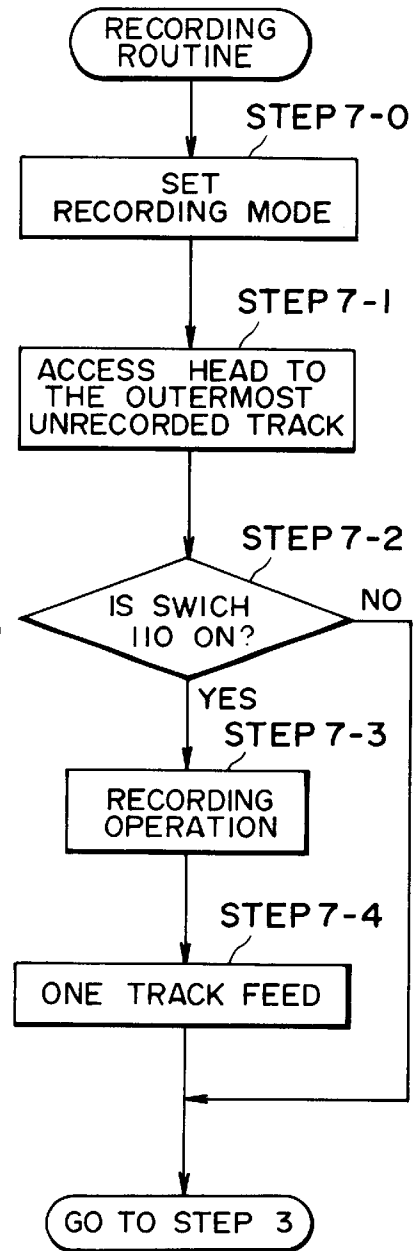 RECORDING
ROUTINE
STEP 7-0
SET
RECORDING MODE
STEP 7-1
ACCESS HEAD TO
THE OUTERMOST
UNRECORDED TRACK
STEP 7-2
IS SWICH
110 ON?
NO
YES
STEP 7-3
RECORDING
OPERATION
STEP 7-4
ONE TRACK FEED
GO TO STEP 3